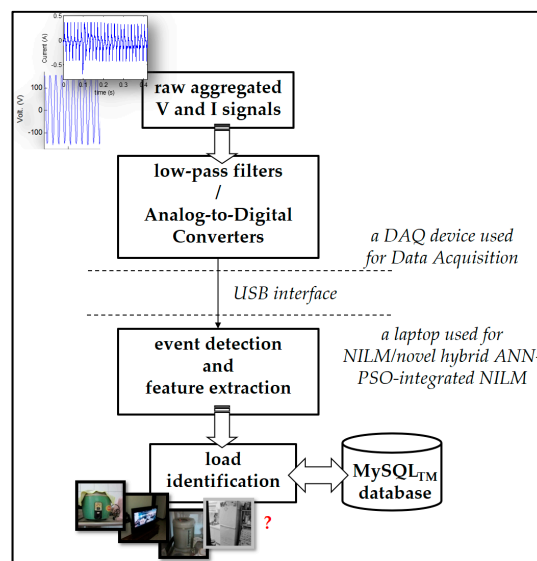 0.5
0
-0.5
Current (A)
0 0.1 0.2 0.3 0.4
time (s)
100
0
-100
Volt. (V)
raw aggregated
V and I signals
low-pass filters
/
Analog-to-Digital
Converters
a DAQ device used
for Data Acquisition
USB interface
event detection
and
feature extraction
a laptop used for
NILM/novel hybrid ANN-
PSO-integrated NILM
load
identification
MySQLTM
database
?